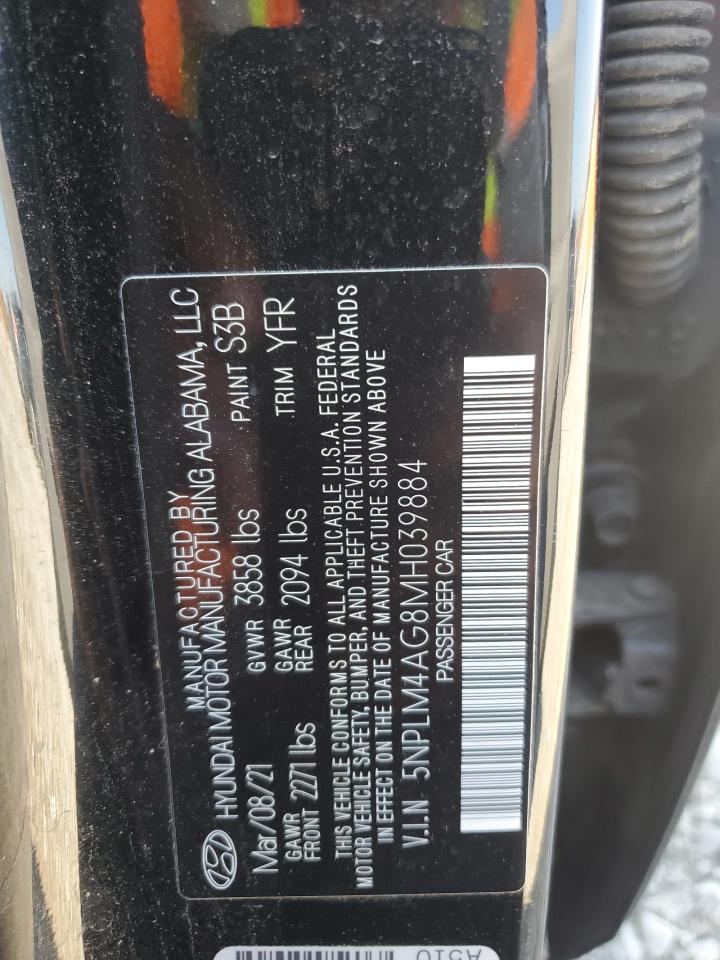 MANUFACTURED BY
HYUNDAI MOTOR MANUFACTURING ALABAMA, LLC
Mar/08/21 GVWR 3858 lbs PAINT S3B
GAWR FRONT 2271 lbs GAWR REAR 2094 lbs TRIM YFR
THIS VEHICLE CONFORMS TO ALL APPLICABLE U.S.A. FEDERAL
MOTOR VEHICLE SAFETY, BUMPER, AND THEFT PREVENTION STANDARDS
IN EFFECT ON THE DATE OF MANUFACTURE SHOWN ABOVE
V.I.N 5NPLM4AG8MH039884
PASSENGER CAR